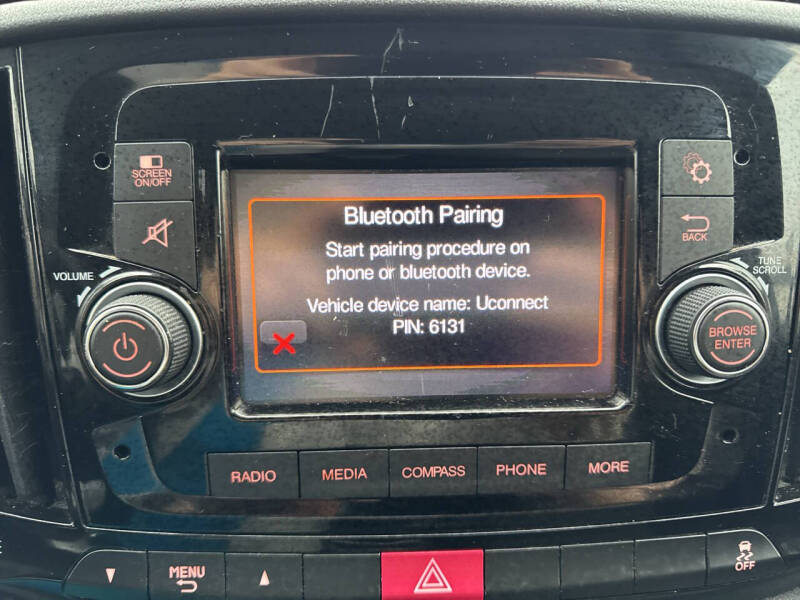 SCREEN
ON/OFF
VOLUME
Bluetooth Pairing
Start pairing procedure on
phone or bluetooth device.
Vehicle device name: Uconnect
PIN: 6131
BACK
TUNE
SCROLL
BROWSE
ENTER
RADIO
MEDIA
COMPASS
PHONE
MORE
MENU
OFF